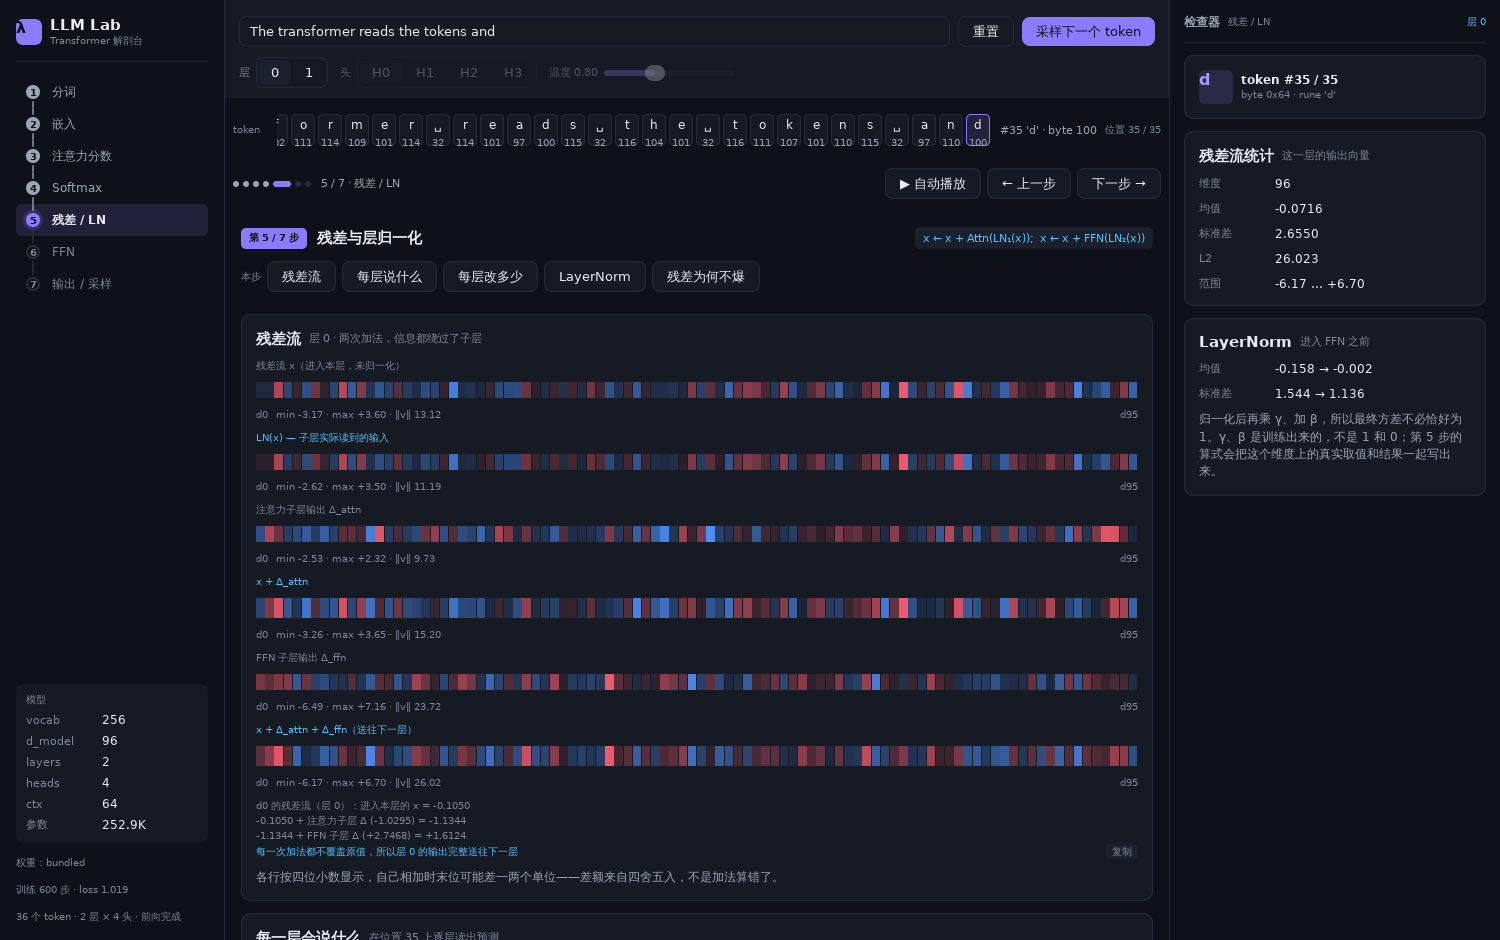 λ LLM Lab
Transformer 解剖台
1 分词
2 嵌入
3 注意力分数
4 Softmax
5 残差 / LN
6 FFN
7 输出 / 采样
模型
vocab 256
d_model 96
layers 2
heads 4
ctx 64
参数 252.9K
权重：bundled
训练 600 步 · loss 1.019
36 个 token · 2 层 × 4 头 · 前向完成
The transformer reads the tokens and
重置 采样下一个 token
层 0 1 头 H0 H1 H2 H3 温度 0.80
token o r m e r ␣ r e a d s ␣ t h e ␣ t o k e n s ␣ a n d
111 114 109 101 114 32 114 101 97 100 115 32 116 104 101 32 116 111 107 101 110 115 32 97 110 100
#35 'd' · byte 100 位置 35 / 35
5 / 7 · 残差 / LN
▶ 自动播放 ← 上一步 下一步 →
第 5 / 7 步 残差与层归一化 x ← x + Attn(LN₁(x)); x ← x + FFN(LN₂(x))
本步 残差流 每层说什么 每层改多少 LayerNorm 残差为何不爆
残差流 层 0 · 两次加法，信息都绕过了子层
残差流 x（进入本层，未归一化）
d0 min -3.17 · max +3.60 · ‖v‖ 13.12 d95
LN(x) — 子层实际读到的输入
d0 min -2.62 · max +3.50 · ‖v‖ 11.19 d95
注意力子层输出 Δ_attn
d0 min -2.53 · max +2.32 · ‖v‖ 9.73 d95
x + Δ_attn
d0 min -3.26 · max +3.65 · ‖v‖ 15.20 d95
FFN 子层输出 Δ_ffn
d0 min -6.49 · max +7.16 · ‖v‖ 23.72 d95
x + Δ_attn + Δ_ffn（送往下一层）
d0 min -6.17 · max +6.70 · ‖v‖ 26.02 d95
d0 的残差流（层 0）：进入本层的 x = -0.1050
-0.1050 + 注意力子层 Δ (-1.0295) = -1.1344
-1.1344 + FFN 子层 Δ (+2.7468) = +1.6124
每一次加法都不覆盖原值，所以层 0 的输出完整送往下一层 复制
各行按四位小数显示，自己相加时末位可能差一两个单位——差额来自四舍五入，不是加法算错了。
每一层会说什么 在位置 35 上逐层读出预测
检查器 残差 / LN 层 0
d token #35 / 35
byte 0x64 · rune 'd'
残差流统计 这一层的输出向量
维度 96
均值 -0.0716
标准差 2.6550
L2 26.023
范围 -6.17 … +6.70
LayerNorm 进入 FFN 之前
均值 -0.158 → -0.002
标准差 1.544 → 1.136
归一化后再乘 γ、加 β，所以最终方差不必恰好为
1。γ、β 是训练出来的，不是 1 和 0；第 5 步的
算式会把这个维度上的真实取值和结果一起写出
来。